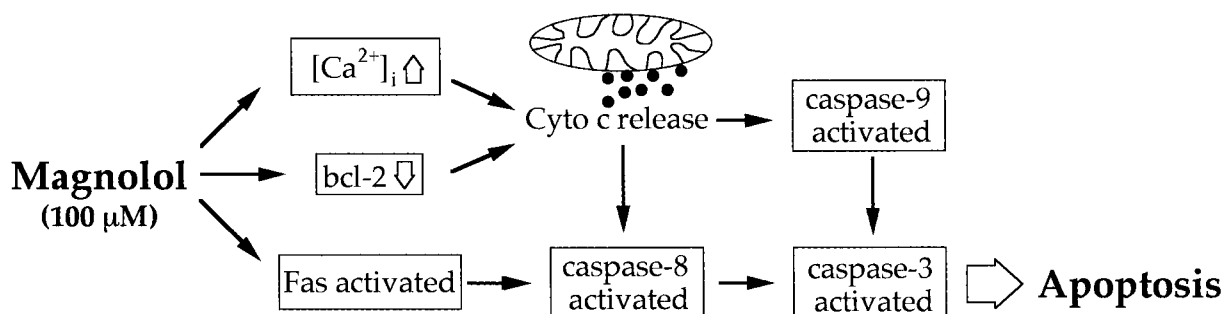 [Ca²⁺]ᵢ
caspase-9
activated
Cyto c release
Magnolol
(100 μM)
bcl-2
Fas activated
caspase-8
activated
caspase-3
activated
Apoptosis